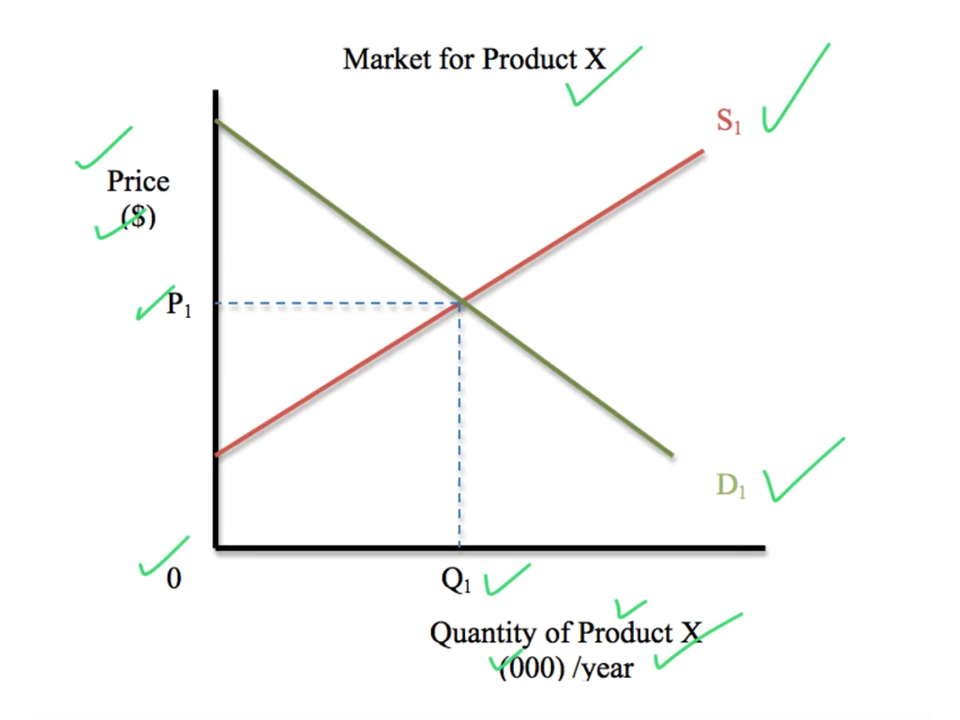 Market for Product X
S₁
Price
($)
P₁
D₁
0
Q₁
Quantity of Product X
(000) /year